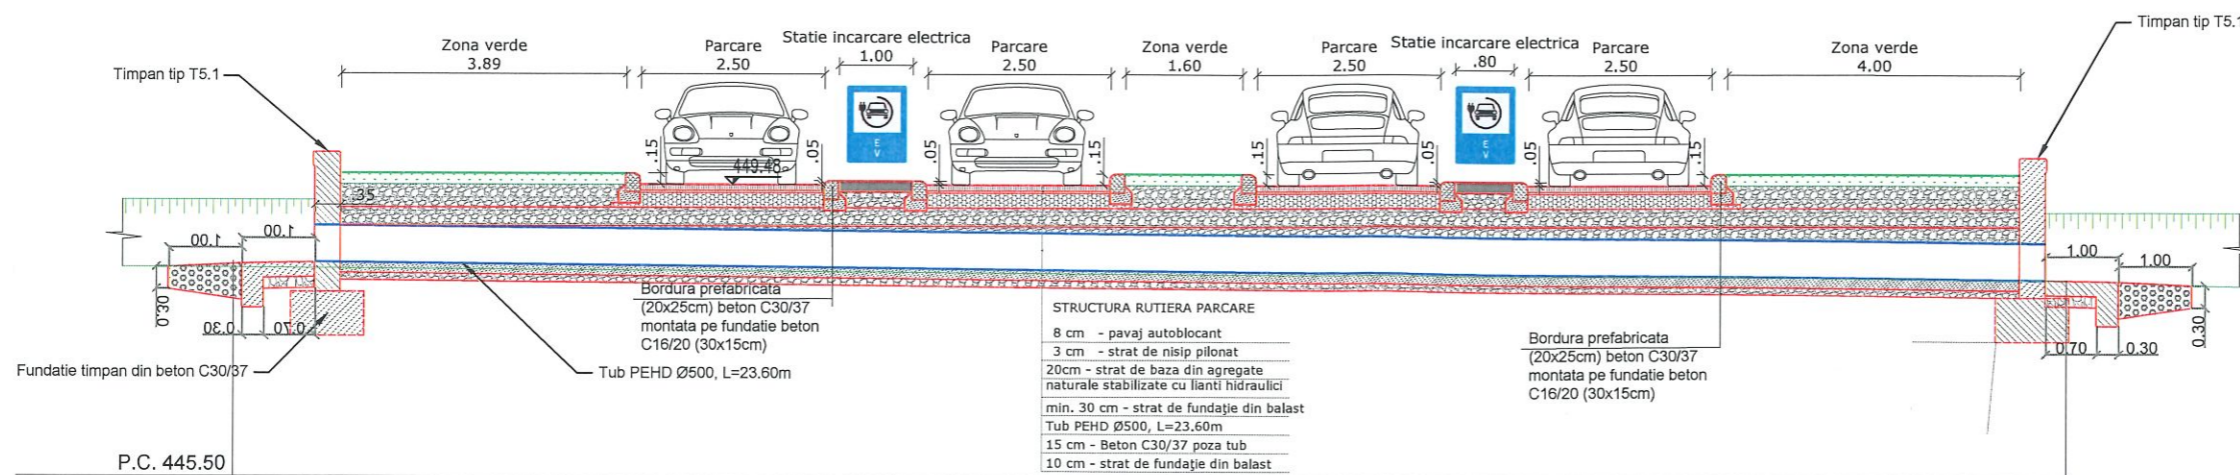 Timpan tip T5.1
Zona verde
3.89
Parcare
2.50
Statie incarcare electrica
1.00
Parcare
2.50
Zona verde
1.60
Parcare
2.50
Statie incarcare electrica
.80
Parcare
2.50
Zona verde
4.00
Timpan tip T5.1
.15
449.48
.05
E
V
.05
.15
.15
.05
E
V
.05
.15
.35
1.00
1.00
0.30
0.30
0.70
1.00
1.00
0.70
0.30
0.30
Fundatie timpan din beton C30/37
Tub PEHD Ø500, L=23.60m
Bordura prefabricata
(20x25cm) beton C30/37
montata pe fundatie beton
C16/20 (30x15cm)
STRUCTURA RUTIERA PARCARE
8 cm - pavaj autoblocant
3 cm - strat de nisip pilonat
20cm - strat de baza din agregate
naturale stabilizate cu lianti hidraulici
min. 30 cm - strat de fundaţie din balast
Tub PEHD Ø500, L=23.60m
15 cm - Beton C30/37 poza tub
10 cm - strat de fundaţie din balast
Bordura prefabricata
(20x25cm) beton C30/37
montata pe fundatie beton
C16/20 (30x15cm)
P.C. 445.50